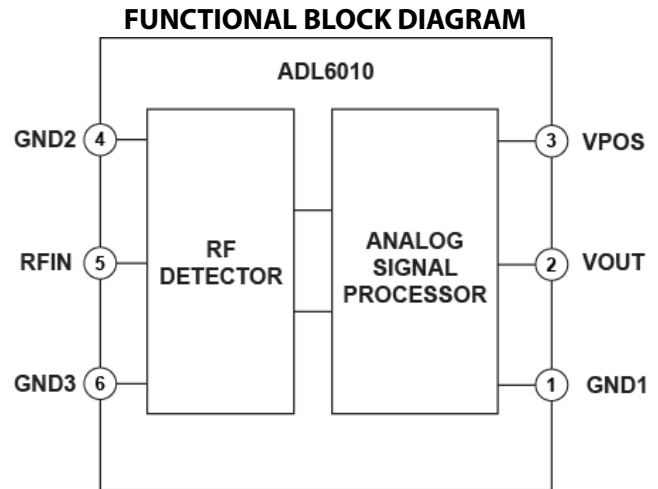 FUNCTIONAL BLOCK DIAGRAM
ADL6010
GND2 4
3 VPOS
RFIN 5
RF
DETECTOR
ANALOG
SIGNAL
PROCESSOR
2 VOUT
GND3 6
1 GND1